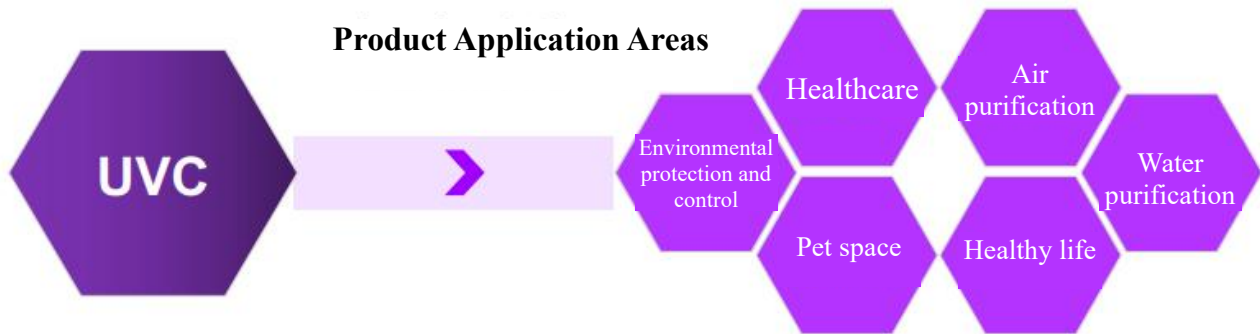 Product Application Areas
UVC
Environmental
protection and
control
Healthcare
Air
purification
Water
purification
Pet space
Healthy life